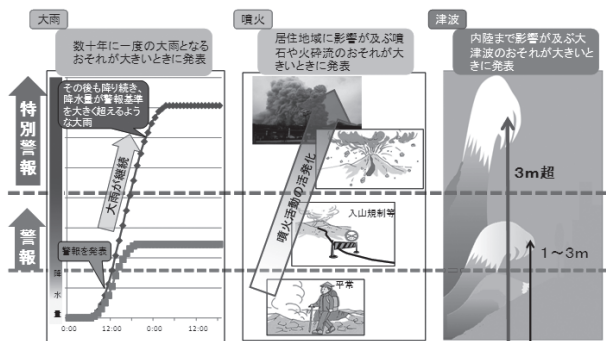 大雨
数十年に一度の大雨となる
おそれが大きいときに発表
噴火
居住地域に影響が及ぶ噴
石や火砕流のおそれが大
きいときに発表
津波
内陸まで影響が及ぶ大
津波のおそれが大きいと
きに発表
特別警報
警報
その後も降り続き、
降水量が警報基準
を大きく超えるよう
な大雨
大雨が継続
警報を発表
降水量
0:00
12:00
0:00
12:00
噴火活動の活発化
入山規制等
平常
3m超
1～3m